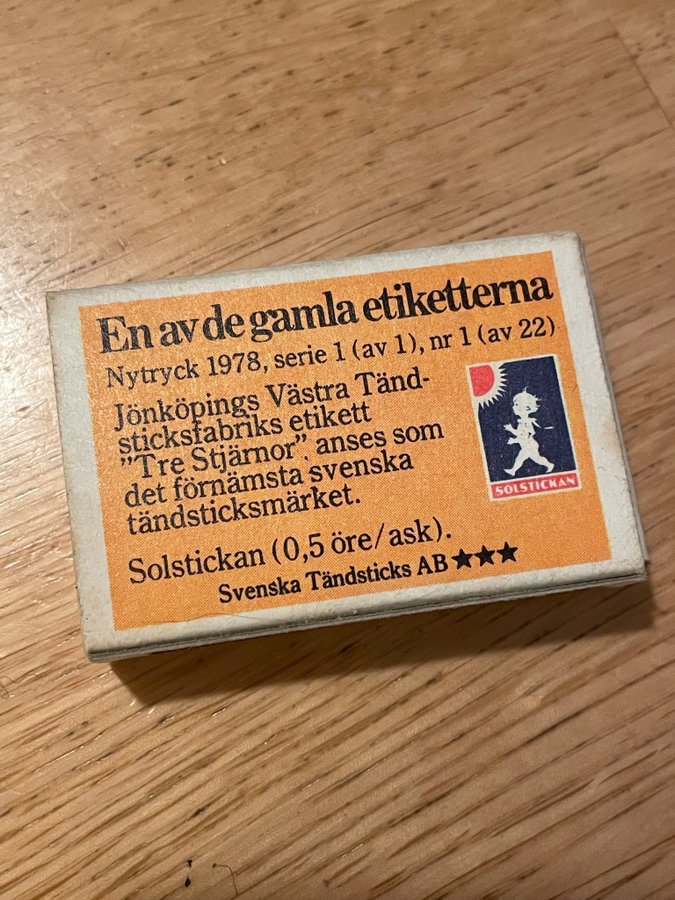 En av de gamla etiketterna
Nytryck 1978, serie 1 (av 1), nr 1 (av 22)
Jönköpings Västra Tänd-
sticksfabriks etikett
"Tre Stjärnor", anses som
det förnämsta svenska
tändsticksmärket.
SOLSTICKAN
Solstickan (0,5 öre/ask).
Svenska Tändsticks AB ★★★